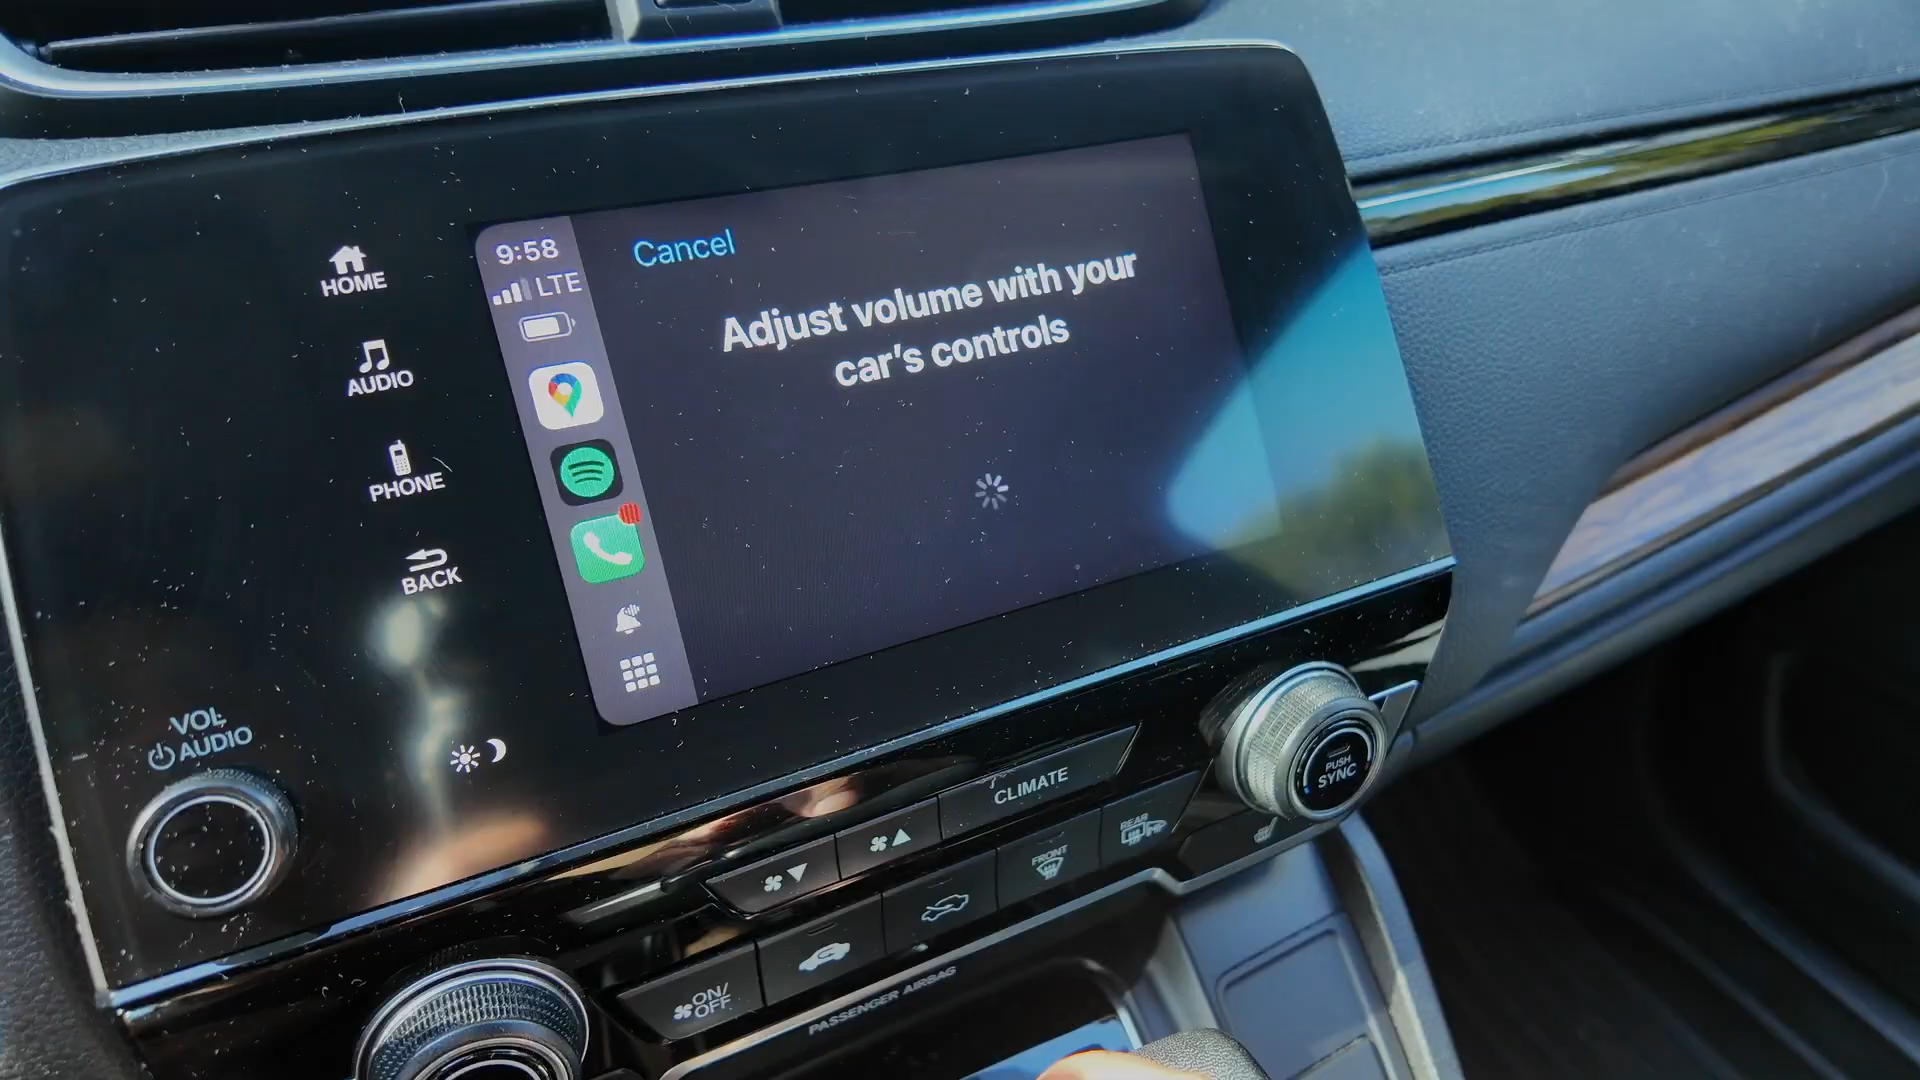 HOME
AUDIO
PHONE
BACK
VOL
AUDIO
9:58
LTE
Cancel
Adjust volume with your
car's controls
CLIMATE
PUSH
SYNC
REAR
FRONT
ON/
OFF
PASSENGER AIRBAG